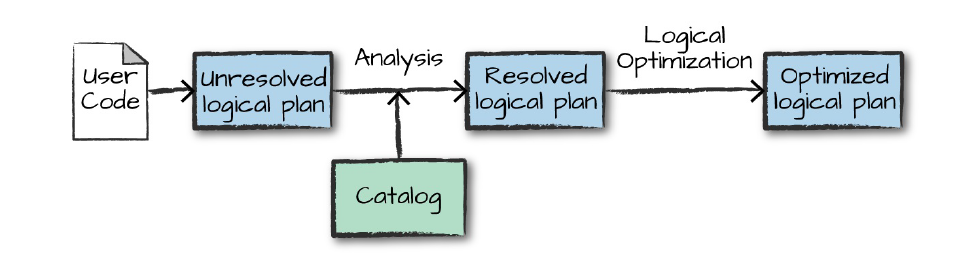 User
Code
Unresolved
logical plan
Analysis
Catalog
Resolved
logical plan
Logical
Optimization
Optimized
logical plan